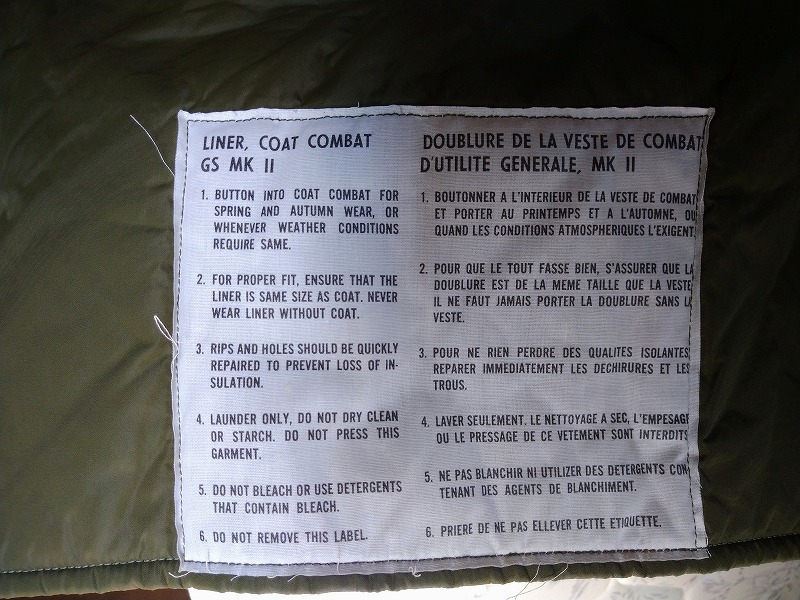 LINER, COAT COMBAT
GS MK II
1. BUTTON INTO COAT COMBAT FOR
SPRING AND AUTUMN WEAR, OR
WHENEVER WEATHER CONDITIONS
REQUIRE SAME.
2. FOR PROPER FIT, ENSURE THAT THE
LINER IS SAME SIZE AS COAT. NEVER
WEAR LINER WITHOUT COAT.
3. RIPS AND HOLES SHOULD BE QUICKLY
REPAIRED TO PREVENT LOSS OF IN-
SULATION.
4. LAUNDER ONLY, DO NOT DRY CLEAN
OR STARCH. DO NOT PRESS THIS
GARMENT.
5. DO NOT BLEACH OR USE DETERGENTS
THAT CONTAIN BLEACH.
6. DO NOT REMOVE THIS LABEL.
DOUBLURE DE LA VESTE DE COMBAT
D'UTILITE GENERALE, MK II
1. BOUTONNER A L'INTERIEUR DE LA VESTE DE COMBAT
ET PORTER AU PRINTEMPS ET A L'AUTOMNE, OU
QUAND LES CONDITIONS ATMOSPHERIQUES L'EXIGENT
2. POUR QUE LE TOUT FASSE BIEN, S'ASSURER QUE LA
DOUBLURE EST DE LA MEME TAILLE QUE LA VESTE
IL NE FAUT JAMAIS PORTER LA DOUBLURE SANS LA
VESTE.
3. POUR NE RIEN PERDRE DES QUALITES ISOLANTES
REPARER IMMEDIATEMENT LES DECHIRURES ET LES
TROUS.
4. LAVER SEULEMENT. LE NETTOYAGE A SEC, L'EMPESAGE
OU LE PRESSAGE DE CE VETEMENT SONT INTERDITS
5. NE PAS BLANCHIR NI UTILIZER DES DETERGENTS CON-
TENANT DES AGENTS DE BLANCHIMENT.
6. PRIERE DE NE PAS ELLEVER CETTE ETIQUETTE.